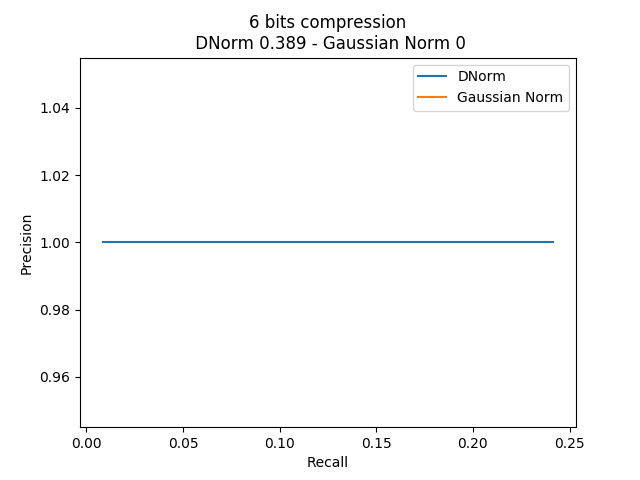 6 bits compression
DNorm 0.389 - Gaussian Norm 0
DNorm
Gaussian Norm
1.04
1.02
1.00
0.98
0.96
Precision
0.00 0.05 0.10 0.15 0.20 0.25
Recall